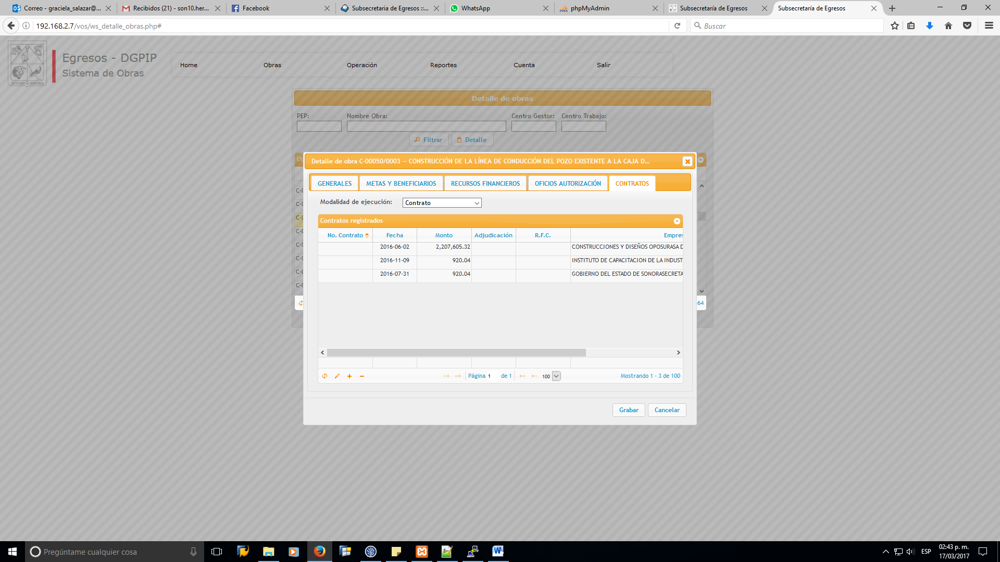 Correo - graciela_salazar@... Recibidos (21) - son10.her... Facebook Subsecretaria de Egresos ::... WhatsApp phpMyAdmin Subsecretaría de Egresos Subsecretaría de Egresos
192.168.2.7/vos/ws_detalle_obras.php# Buscar
ESTADO DE SONORA
Egresos - DGPIP
Sistema de Obras
Home Obras Operación Reportes Cuenta Salir
Detalle de obras
PEP: Nombre Obra: Centro Gestor: Centro Trabajo:
Filtrar Detalle
Detalle de obra C-00050/0003 -- CONSTRUCCIÓN DE LA LÍNEA DE CONDUCCIÓN DEL POZO EXISTENTE A LA CAJA D...
GENERALES METAS Y BENEFICIARIOS RECURSOS FINANCIEROS OFICIOS AUTORIZACIÓN CONTRATOS
Modalidad de ejecución: Contrato
Contratos registrados
No. Contrato Fecha Monto Adjudicación R.F.C. Empres
2016-06-02 2,207,605.32 CONSTRUCCIONES Y DISEÑOS OPOSURASA D
2016-11-09 920.04 INSTITUTO DE CAPACITACION DE LA INDUST
2016-07-31 920.04 GOBIERNO DEL ESTADO DE SONORASECRETA
Página 1 de 1 100 Mostrando 1 - 3 de 100
Grabar Cancelar
Pregúntame cualquier cosa
ESP 02:43 p. m.
17/03/2017